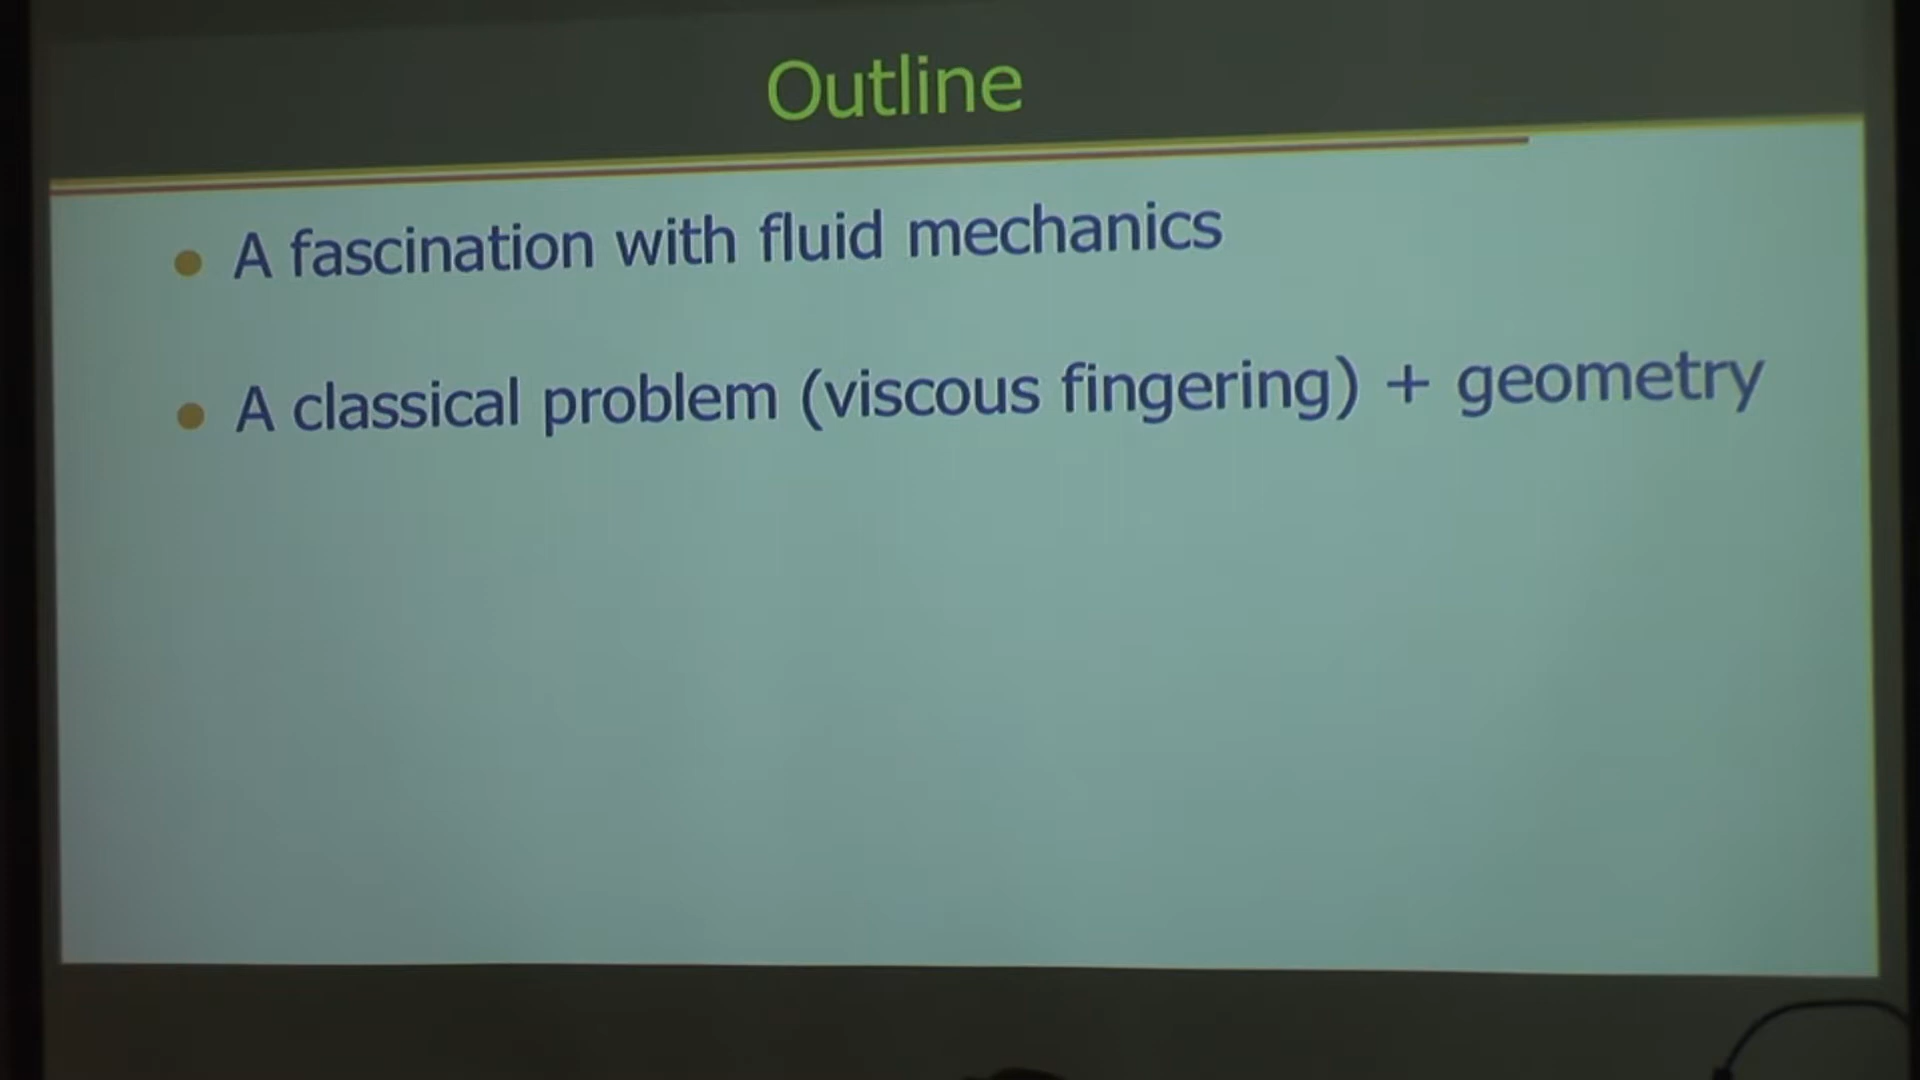 Outline
A fascination with fluid mechanics
A classical problem (viscous fingering) + geometry